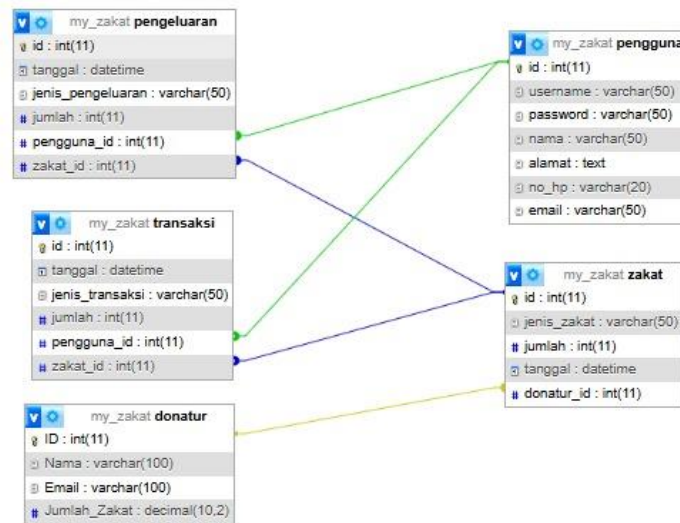 my_zakat pengeluaran
id : int(11)
tanggal : datetime
jenis_pengeluaran : varchar(50)
jumlah : int(11)
pengguna_id : int(11)
zakat_id : int(11)
my_zakat pengguna
id : int(11)
username : varchar(50)
password : varchar(50)
nama : varchar(50)
alamat : text
no_hp : varchar(20)
email : varchar(50)
my_zakat transaksi
id : int(11)
tanggal : datetime
jenis_transaksi : varchar(50)
jumlah : int(11)
pengguna_id : int(11)
zakat_id : int(11)
my_zakat zakat
id : int(11)
jenis_zakat : varchar(50)
jumlah : int(11)
tanggal : datetime
donatur_id : int(11)
my_zakat donatur
ID : int(11)
Nama : varchar(100)
Email : varchar(100)
Jumlah_Zakat : decimal(10,2)